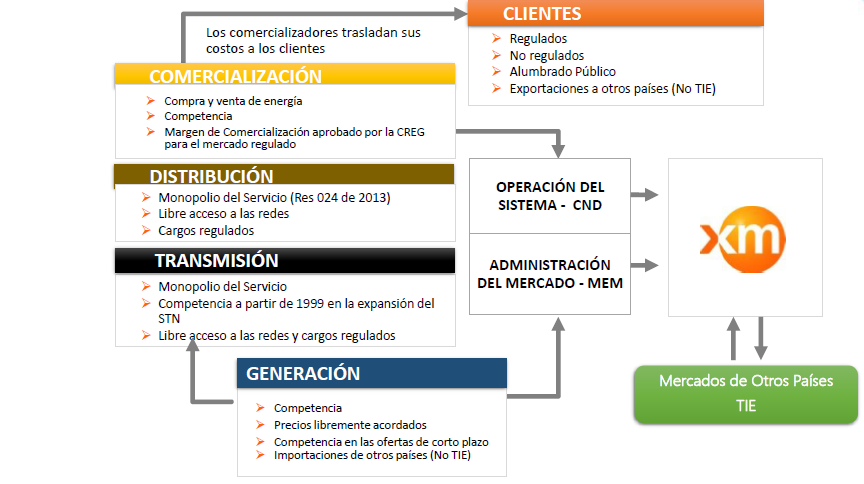 CLIENTES
Regulados
No regulados
Alumbrado Público
Exportaciones a otros países (No TIE)
Los comercializadores trasladan sus
costos a los clientes
COMERCIALIZACIÓN
Compra y venta de energía
Competencia
Margen de Comercialización aprobado por la CREG
para el mercado regulado
DISTRIBUCIÓN
Monopolio del Servicio (Res 024 de 2013)
Libre acceso a las redes
Cargos regulados
TRANSMISIÓN
Monopolio del Servicio
Competencia a partir de 1999 en la expansión del
STN
Libre acceso a las redes y cargos regulados
GENERACIÓN
Competencia
Precios libremente acordados
Competencia en las ofertas de corto plazo
Importaciones de otros países (No TIE)
OPERACIÓN DEL
SISTEMA - CND
ADMINISTRACIÓN
DEL MERCADO - MEM
xm
Mercados de Otros Países
TIE